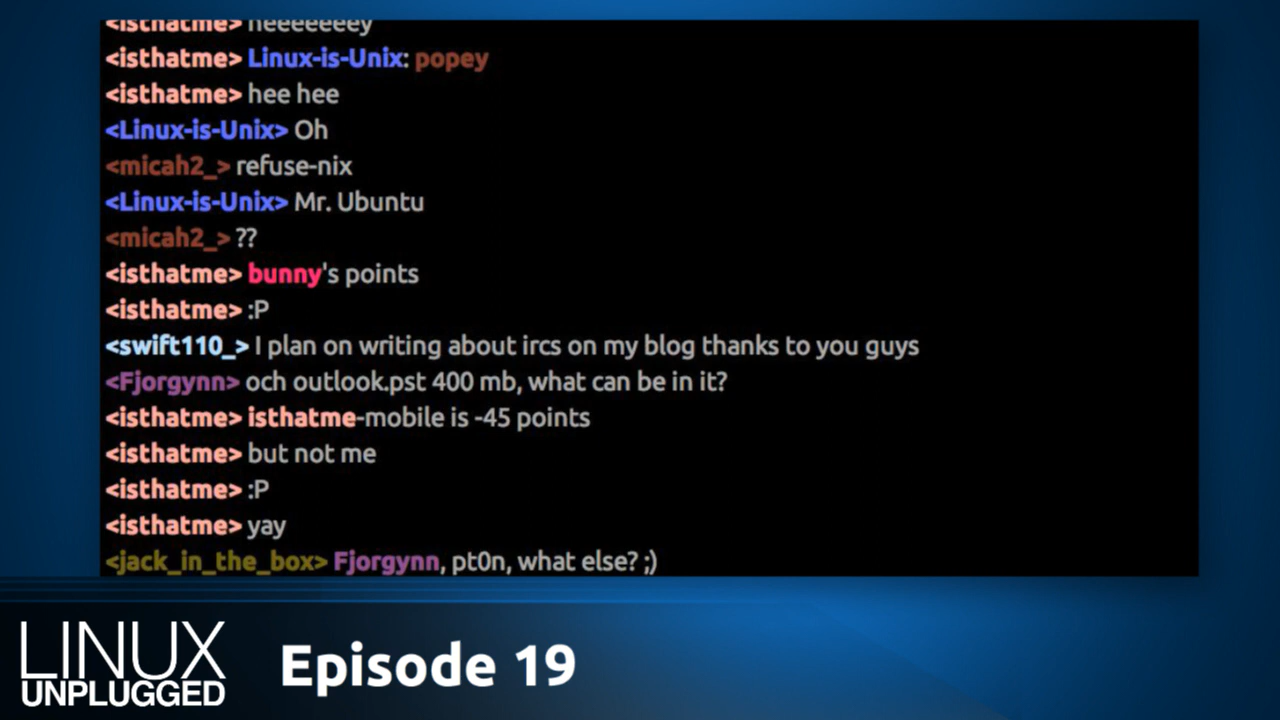 <isthatme> heeeeeeey
<isthatme> Linux-is-Unix: popey
<isthatme> hee hee
<Linux-is-Unix> Oh
<micah2_> refuse-nix
<Linux-is-Unix> Mr. Ubuntu
<micah2_> ??
<isthatme> bunny's points
<isthatme> :P
<swift110_> I plan on writing about ircs on my blog thanks to you guys
<Fjorgynn> och outlook.pst 400 mb, what can be in it?
<isthatme> isthatme-mobile is -45 points
<isthatme> but not me
<isthatme> :P
<isthatme> yay
<jack_in_the_box> Fjorgynn, pt0n, what else? ;)
LINUX
UNPLUGGED
Episode 19